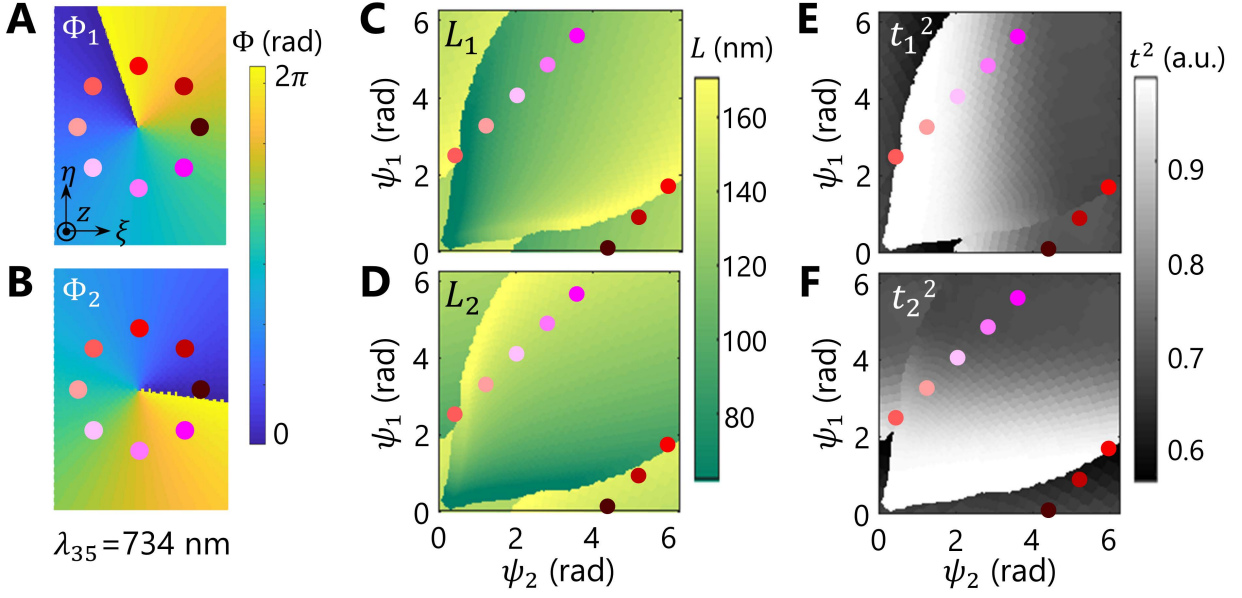 A
Φ₁
Φ (rad)
2π
0
η
z
ξ
B
Φ₂
λ₃₅=734 nm
C
L₁
6
4
2
0
ψ₁ (rad)
L (nm)
160
140
120
100
80
D
L₂
6
4
2
0
ψ₁ (rad)
0 2 4 6
ψ₂ (rad)
E
t₁²
6
4
2
0
ψ₁ (rad)
t² (a.u.)
0.9
0.8
0.7
0.6
F
t₂²
6
4
2
0
ψ₁ (rad)
0 2 4 6
ψ₂ (rad)